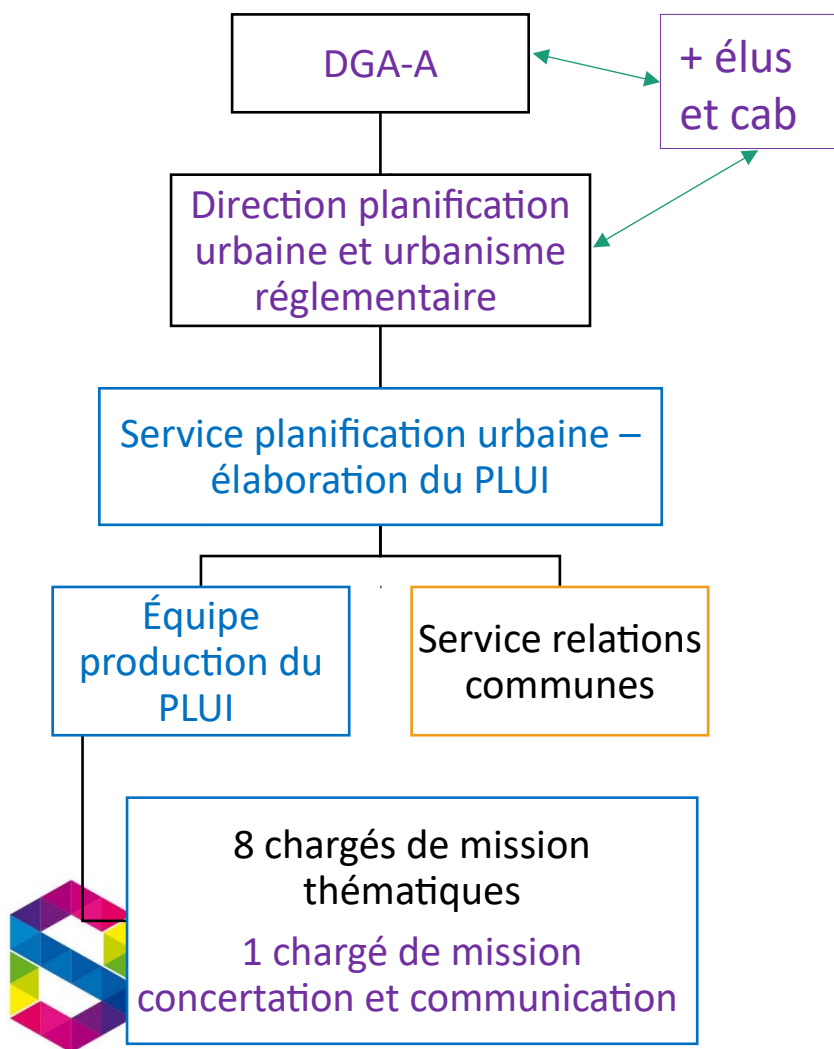 DGA-A
+ élus
et cab
Direction planification
urbaine et urbanisme
réglementaire
Service planification urbaine –
élaboration du PLUI
Équipe
production du
PLUI
Service relations
communes
8 chargés de mission
thématiques
1 chargé de mission
concertation et communication